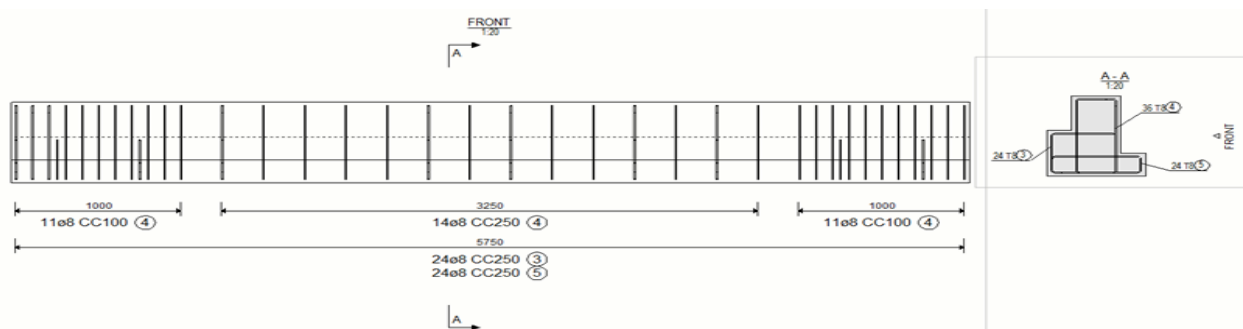 FRONT
1:20
A
A - A
1:20
36 T8 4
24 T8 3
24 T8 5
A
FRONT
1000
11ø8 CC100 4
3250
14ø8 CC250 4
1000
11ø8 CC100 4
5750
24ø8 CC250 3
24ø8 CC250 5
A